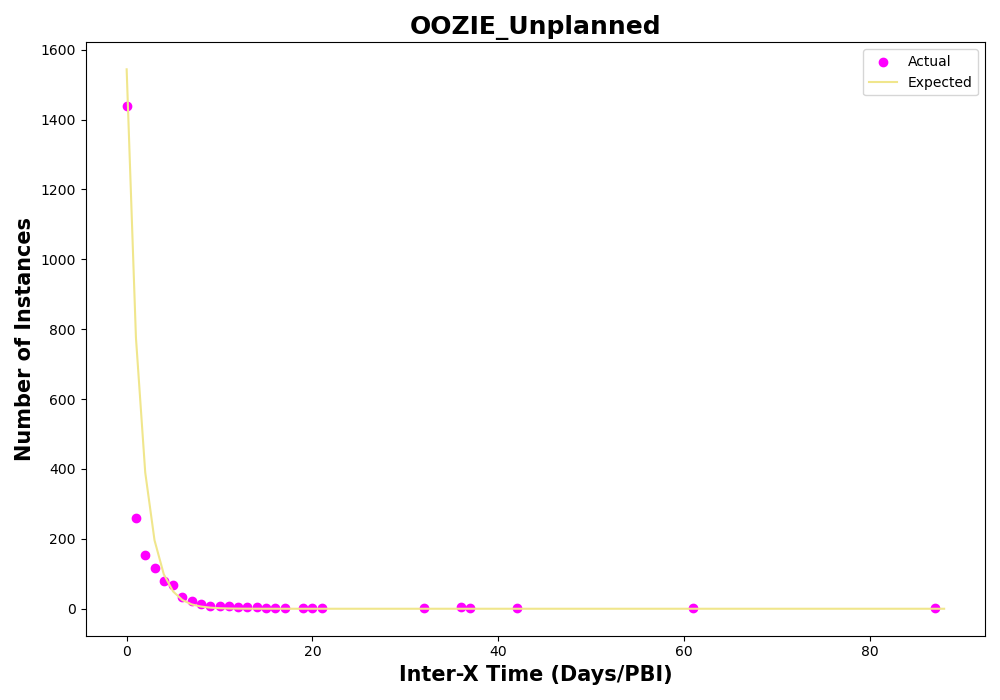 OOZIE_Unplanned
Actual
Expected
Number of Instances
1600
1400
1200
1000
800
600
400
200
0
0 20 40 60 80
Inter-X Time (Days/PBI)